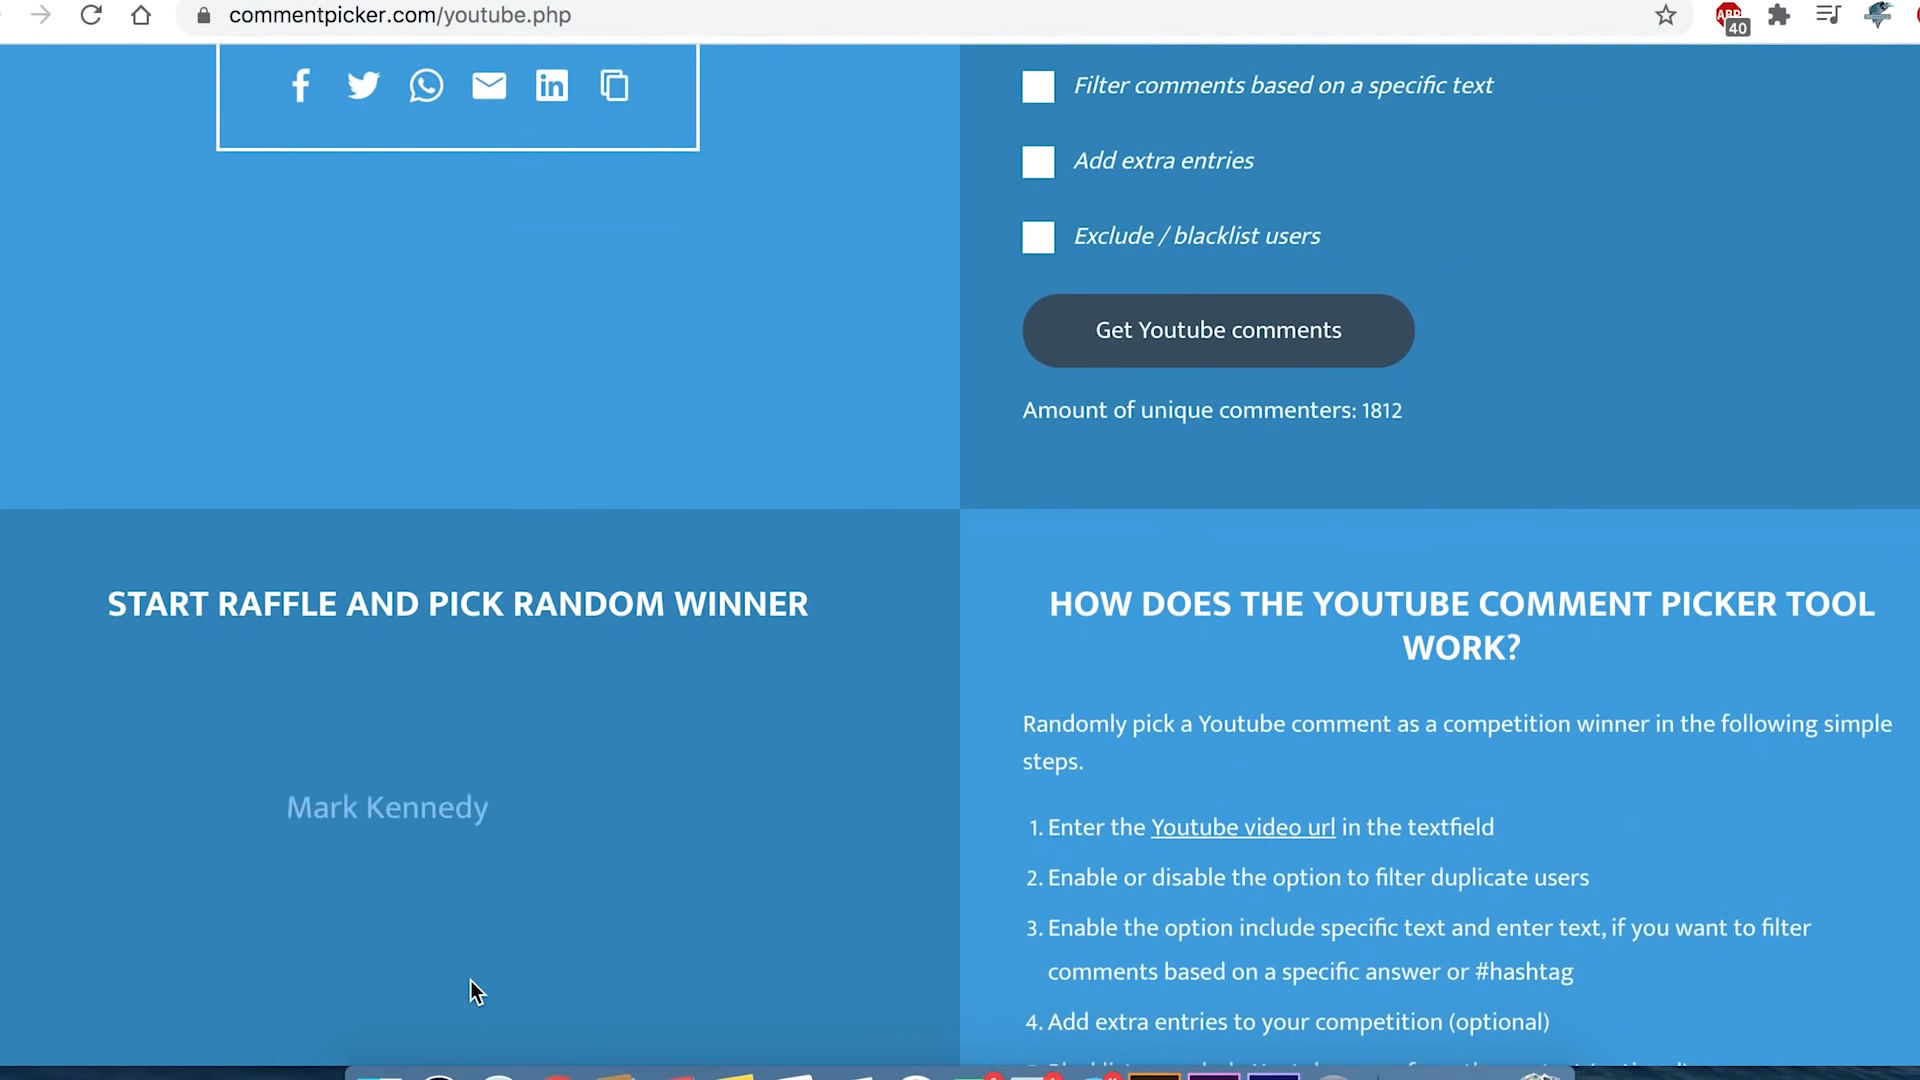 commentpicker.com/youtube.php
ABP
40
Filter comments based on a specific text
Add extra entries
Exclude / blacklist users
Get Youtube comments
Amount of unique commenters: 1812
START RAFFLE AND PICK RANDOM WINNER
Mark Kennedy
HOW DOES THE YOUTUBE COMMENT PICKER TOOL
WORK?
Randomly pick a Youtube comment as a competition winner in the following simple
steps.
1. Enter the Youtube video url in the textfield
2. Enable or disable the option to filter duplicate users
3. Enable the option include specific text and enter text, if you want to filter
comments based on a specific answer or #hashtag
4. Add extra entries to your competition (optional)